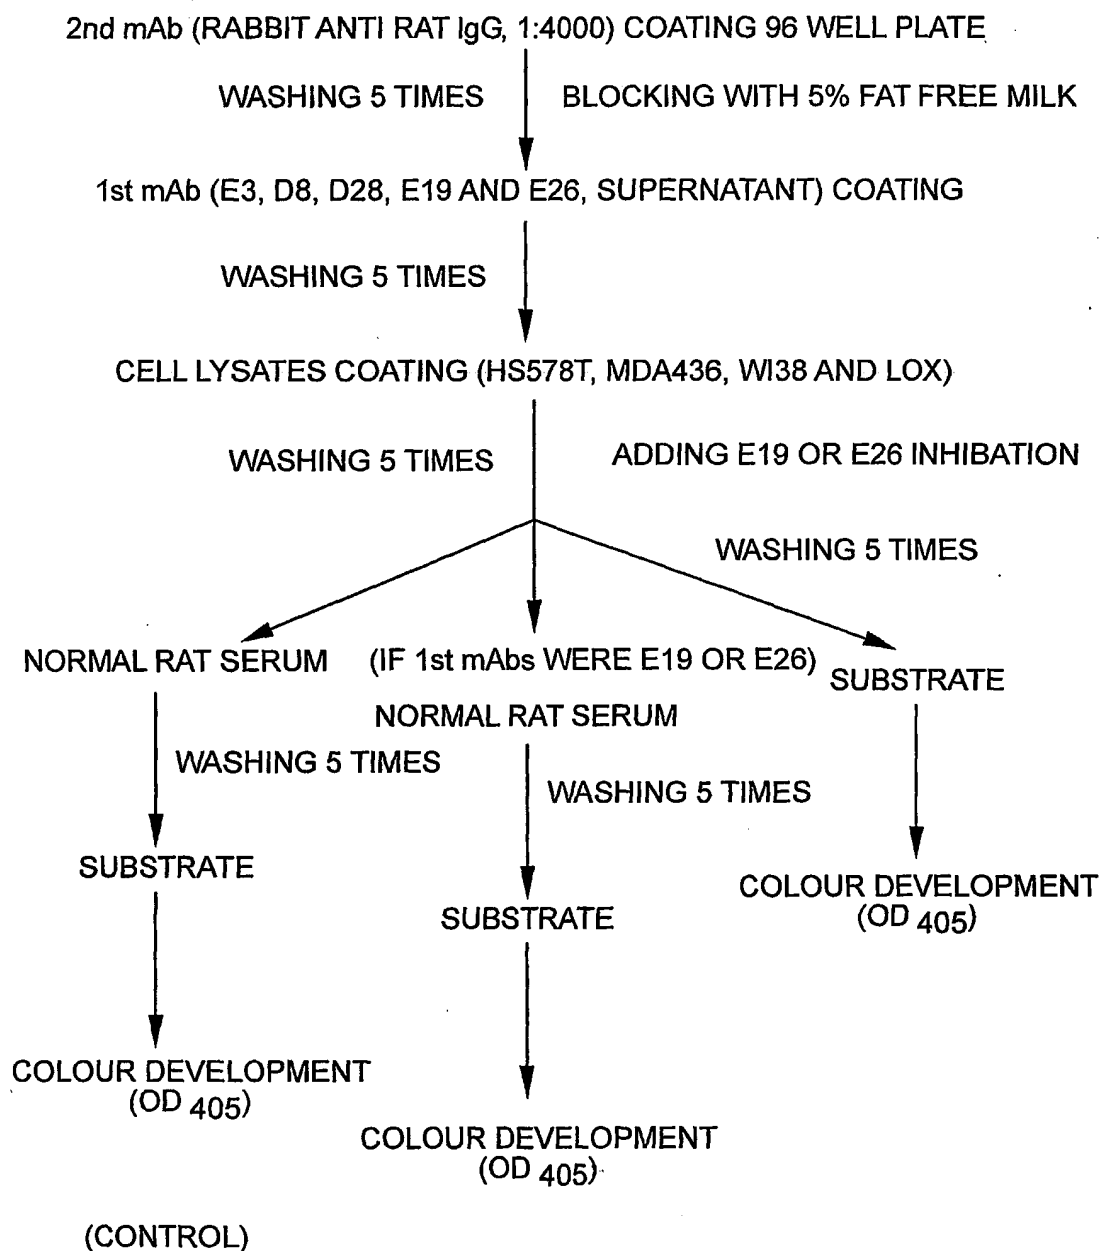 2nd mAb (RABBIT ANTI RAT IgG, 1:4000) COATING 96 WELL PLATE
WASHING 5 TIMES
BLOCKING WITH 5% FAT FREE MILK
1st mAb (E3, D8, D28, E19 AND E26, SUPERNATANT) COATING
WASHING 5 TIMES
CELL LYSATES COATING (HS578T, MDA436, WI38 AND LOX)
WASHING 5 TIMES
ADDING E19 OR E26 INHIBATION
WASHING 5 TIMES
NORMAL RAT SERUM
(IF 1st mAbs WERE E19 OR E26)
NORMAL RAT SERUM
SUBSTRATE
WASHING 5 TIMES
WASHING 5 TIMES
SUBSTRATE
SUBSTRATE
COLOUR DEVELOPMENT
(OD 405)
COLOUR DEVELOPMENT
(OD 405)
COLOUR DEVELOPMENT
(OD 405)
(CONTROL)